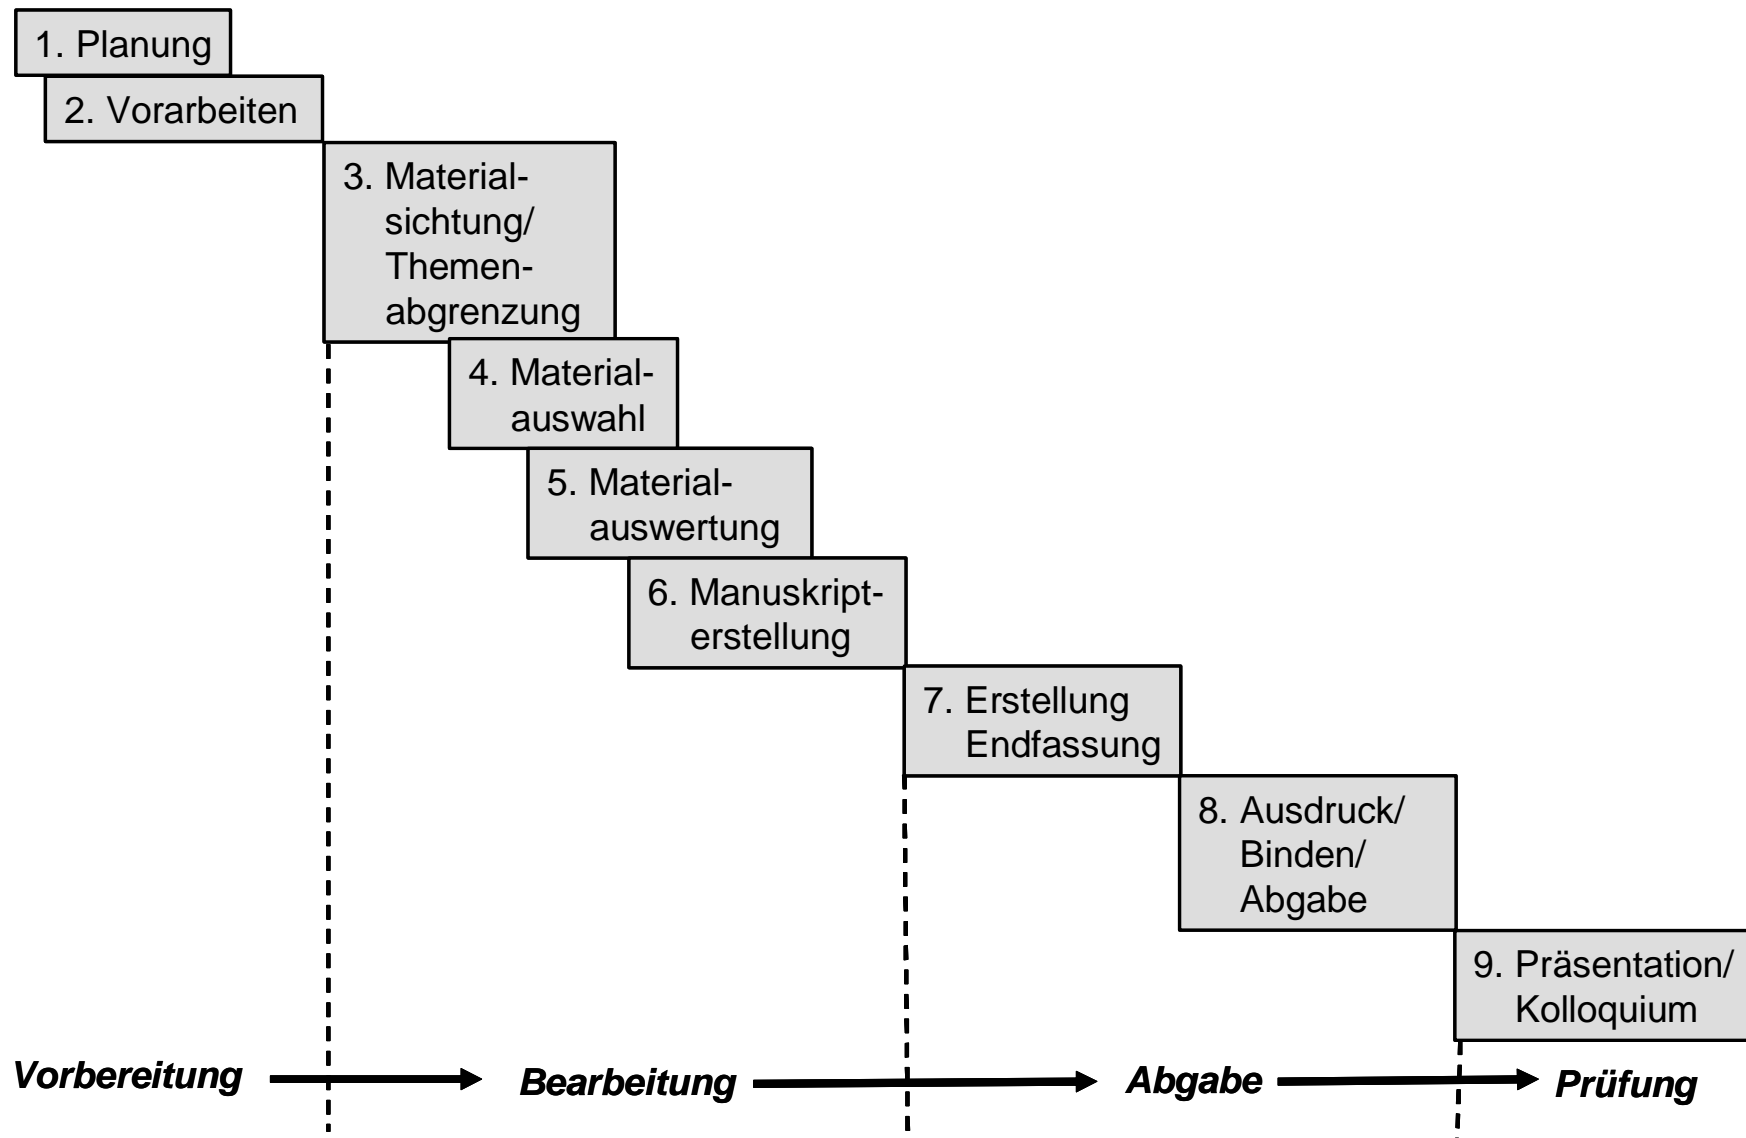 1. Planung
2. Vorarbeiten
3. Material-
sichtung/
Themen-
abgrenzung
4. Material-
auswahl
5. Material-
auswertung
6. Manuskript-
erstellung
7. Erstellung
Endfassung
8. Ausdruck/
Binden/
Abgabe
9. Präsentation/
Kolloquium
Vorbereitung
Bearbeitung
Abgabe
Prüfung